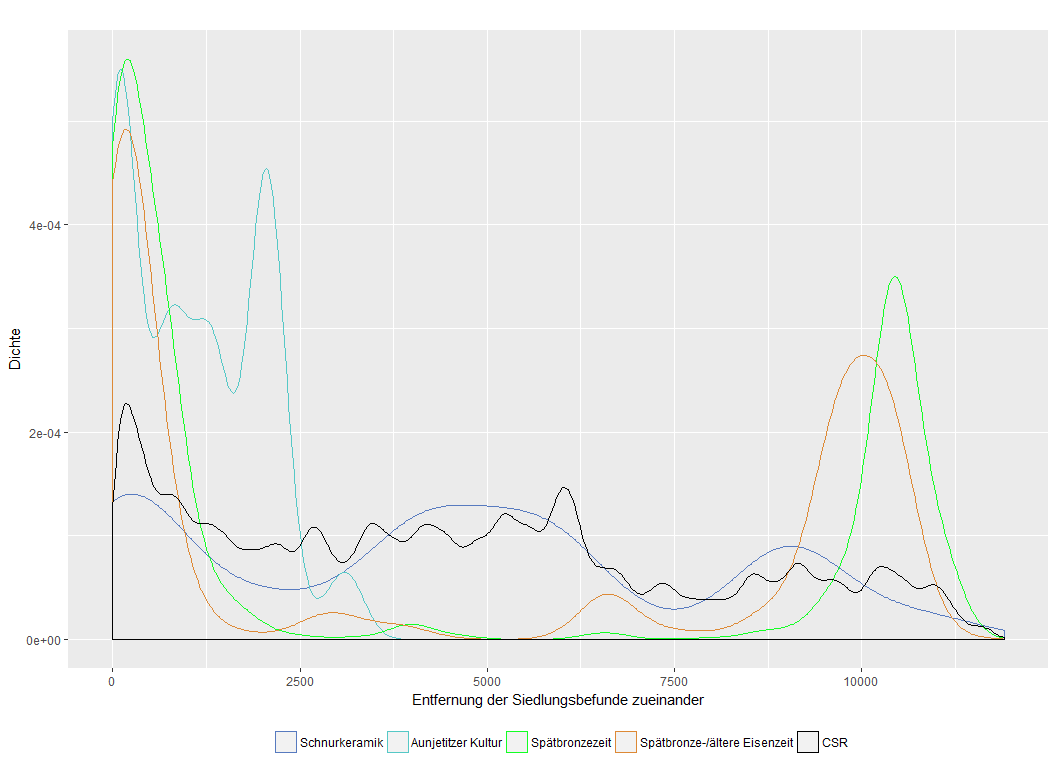 4e-04
2e-04
0e+00
Dichte
0 2500 5000 7500 10000
Entfernung der Siedlungsbefunde zueinander
Schnurkeramik Aunjetitzer Kultur Spätbronzezeit Spätbronze-/ältere Eisenzeit CSR